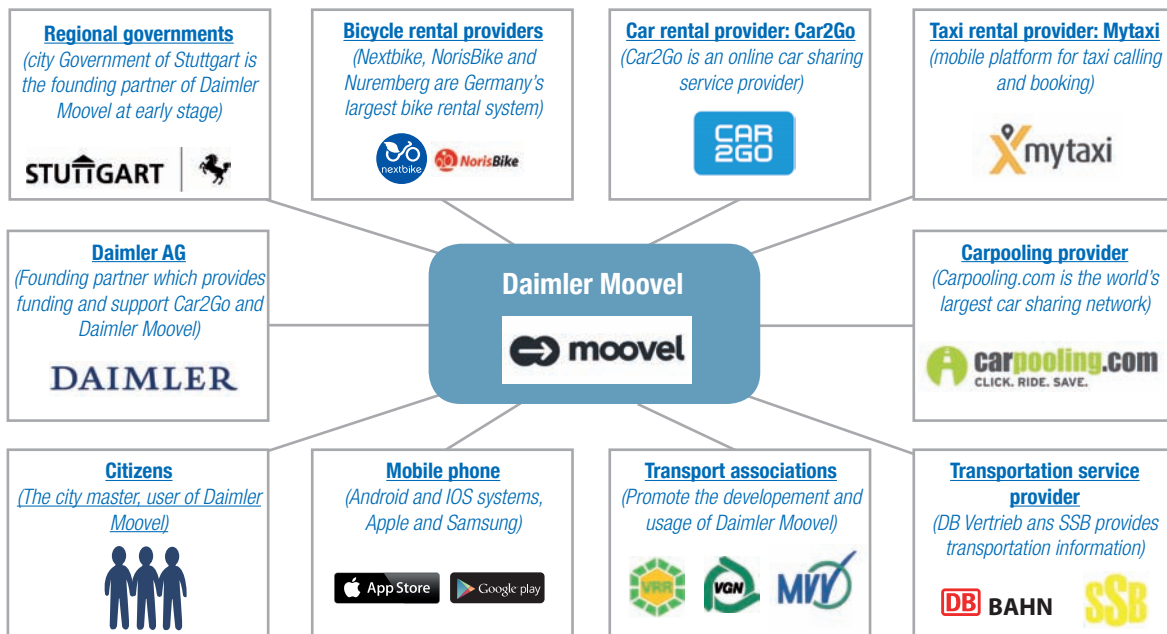 Regional governments
(city Government of Stuttgart is
the founding partner of Daimler
Moovel at early stage)
STUTTGART
Bicycle rental providers
(Nextbike, NorisBike and
Nuremberg are Germany's
largest bike rental system)
nextbike
NorisBike
Car rental provider: Car2Go
(Car2Go is an online car sharing
service provider)
CAR
2GO
Taxi rental provider: Mytaxi
(mobile platform for taxi calling
and booking)
mytaxi
Daimler AG
(Founding partner which provides
funding and support Car2Go and
Daimler Moovel)
DAIMLER
Daimler Moovel
moovel
Carpooling provider
(Carpooling.com is the world's
largest car sharing network)
carpooling.com
CLICK. RIDE. SAVE.
Citizens
(The city master, user of Daimler
Moovel)
Mobile phone
(Android and IOS systems,
Apple and Samsung)
App Store
Google play
Transport associations
(Promote the developement and
usage of Daimler Moovel)
VRR
VGN
MVV
Transportation service
provider
(DB Vertrieb ans SSB provides
transportation information)
DB BAHN
SSB